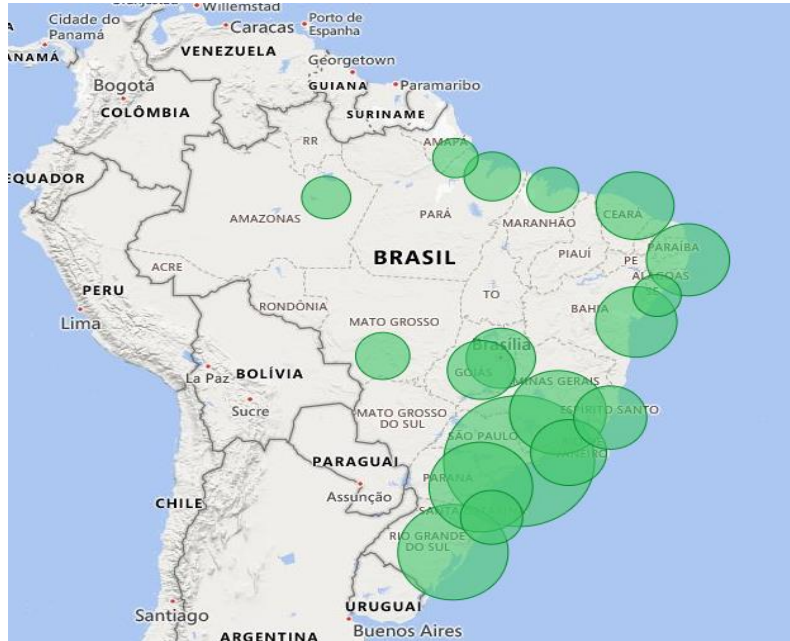 Willemstad
Cidade do
Panamá
Caracas
Porto de
Espanha
ANAMÁ
VENEZUELA
Georgetown
Bogotá
GUIANA
Paramaribo
COLÔMBIA
SURINAME
RR
AMAPÁ
EQUADOR
AMAZONAS
PARÁ
MARANHÃO
CEARÁ
BRASIL
PIAUÍ
PARAÍBA
PE
ALAGOAS
ACRE
SE
PERU
RONDÔNIA
TO
BAHIA
Lima
MATO GROSSO
Brasília
La Paz
BOLÍVIA
GOIÁS
MINAS GERAIS
Sucre
MATO GROSSO
DO SUL
ESPÍRITO SANTO
SÃO PAULO
JANEIRO
PARAGUAI
PARANÁ
Assunção
CHILE
SANTA
RIO GRANDE
DO SUL
Santiago
URUGUAI
Buenos Aires
ARGENTINA